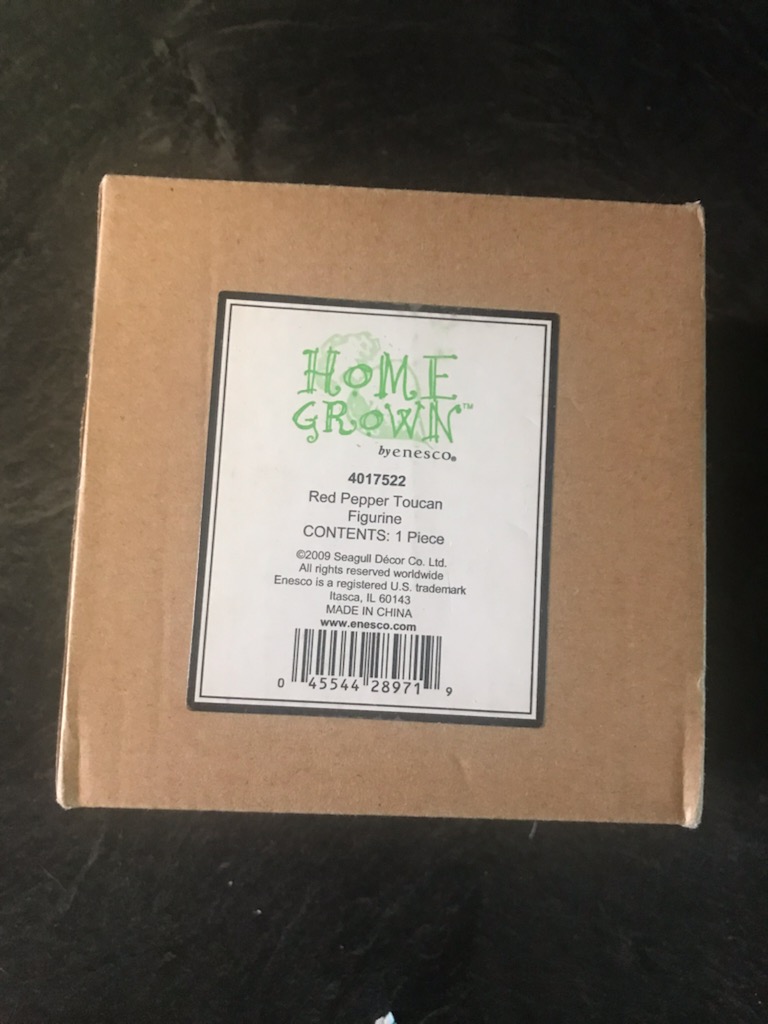 HOME
GROWN™
by enesco®
4017522
Red Pepper Toucan
Figurine
CONTENTS: 1 Piece
©2009 Seagull Décor Co. Ltd.
All rights reserved worldwide
Enesco is a registered U.S. trademark
Itasca, IL 60143
MADE IN CHINA
www.enesco.com
0 45544 28971 9